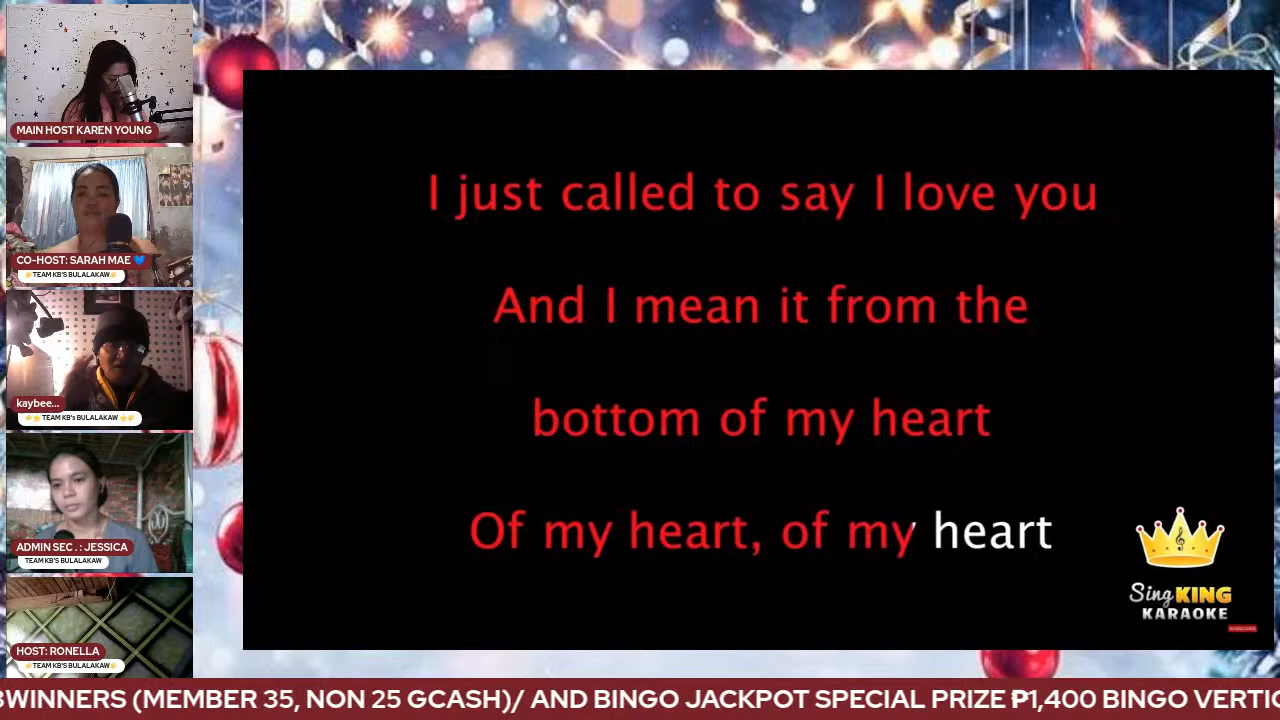 MAIN HOST KAREN YOUNG
CO-HOST: SARAH MAE 💙
TEAM KB'S BULALAKAW
kaybee...
TEAM KB's BULALAKAW
ADMIN SEC . : JESSICA
TEAM KB'S BULALAKAW
HOST: RONELLA
TEAM KB'S BULALAKAW
I just called to say I love you
And I mean it from the
bottom of my heart
Of my heart, of my heart
Sing KING
KARAOKE
SUBSCRIBE
WINNERS (MEMBER 35, NON 25 GCASH)/ AND BINGO JACKPOT SPECIAL PRIZE ₱1,400 BINGO